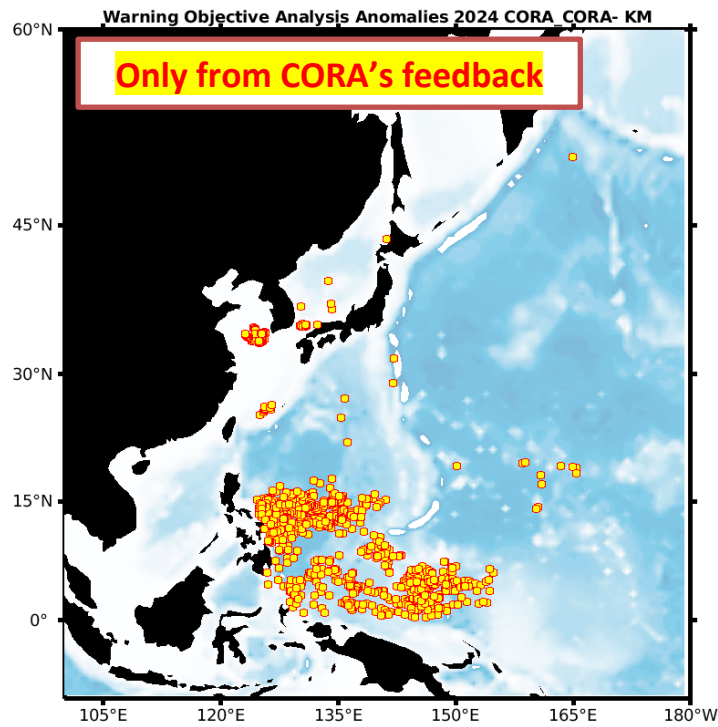 Warning Objective Analysis Anomalies 2024 CORA_CORA- KM
Only from CORA's feedback
60°N
45°N
30°N
15°N
0°
105°E
120°E
135°E
150°E
165°E
180°W